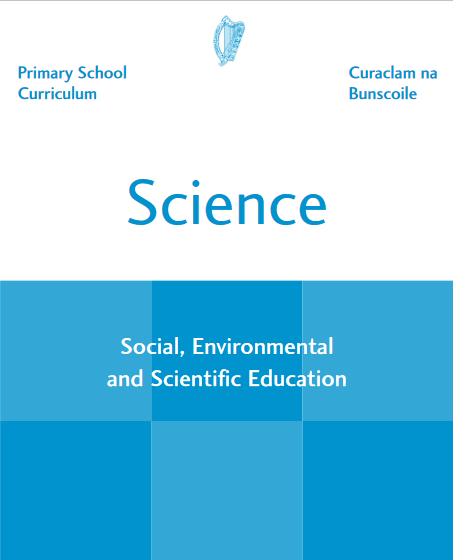 Primary School
Curriculum
Curaclam na
Bunscoile
Science
Social, Environmental
and Scientific Education